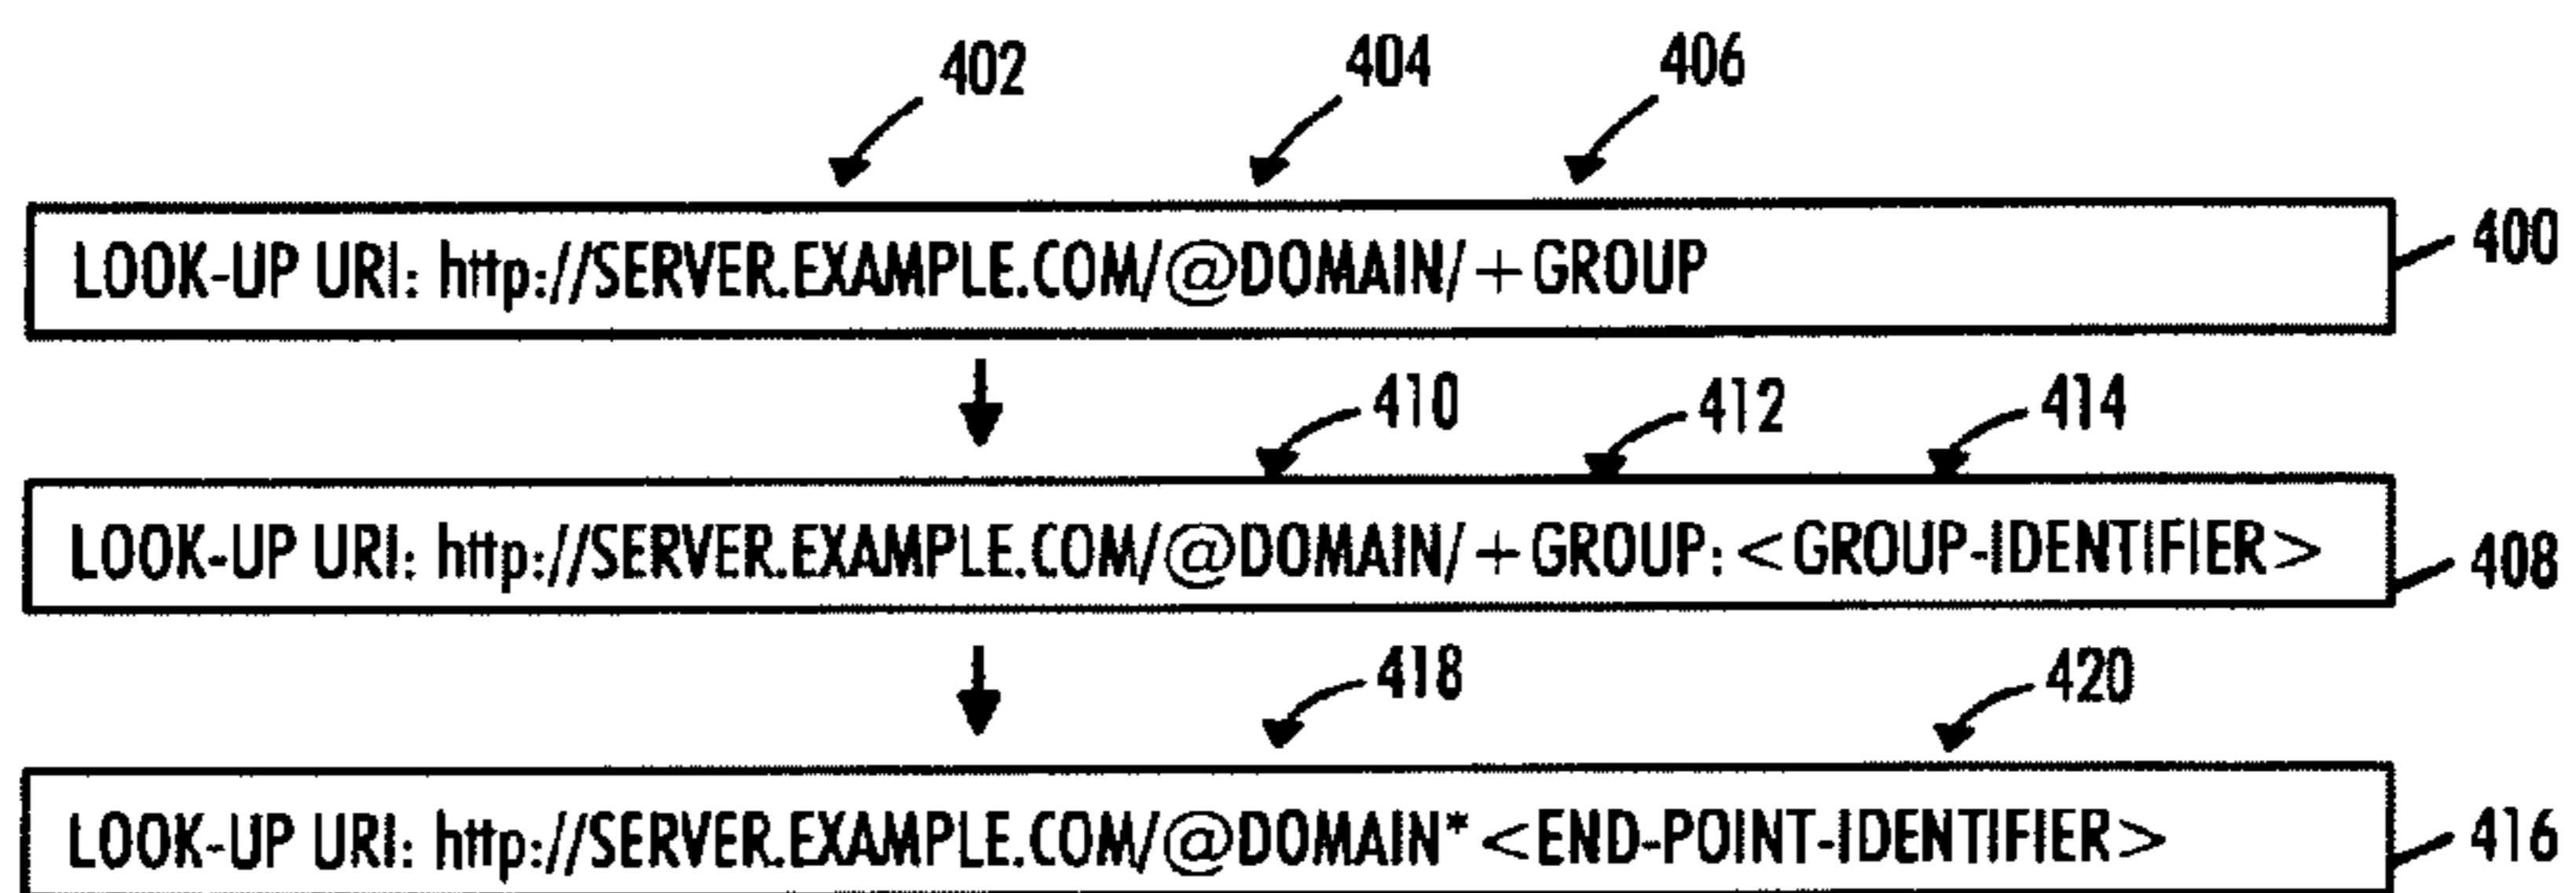 402 404 406
LOOK-UP URI: http://SERVER.EXAMPLE.COM/@DOMAIN/+GROUP
400
410 412 414
LOOK-UP URI: http://SERVER.EXAMPLE.COM/@DOMAIN/+GROUP:<GROUP-IDENTIFIER>
408
418 420
LOOK-UP URI: http://SERVER.EXAMPLE.COM/@DOMAIN*<END-POINT-IDENTIFIER>
416